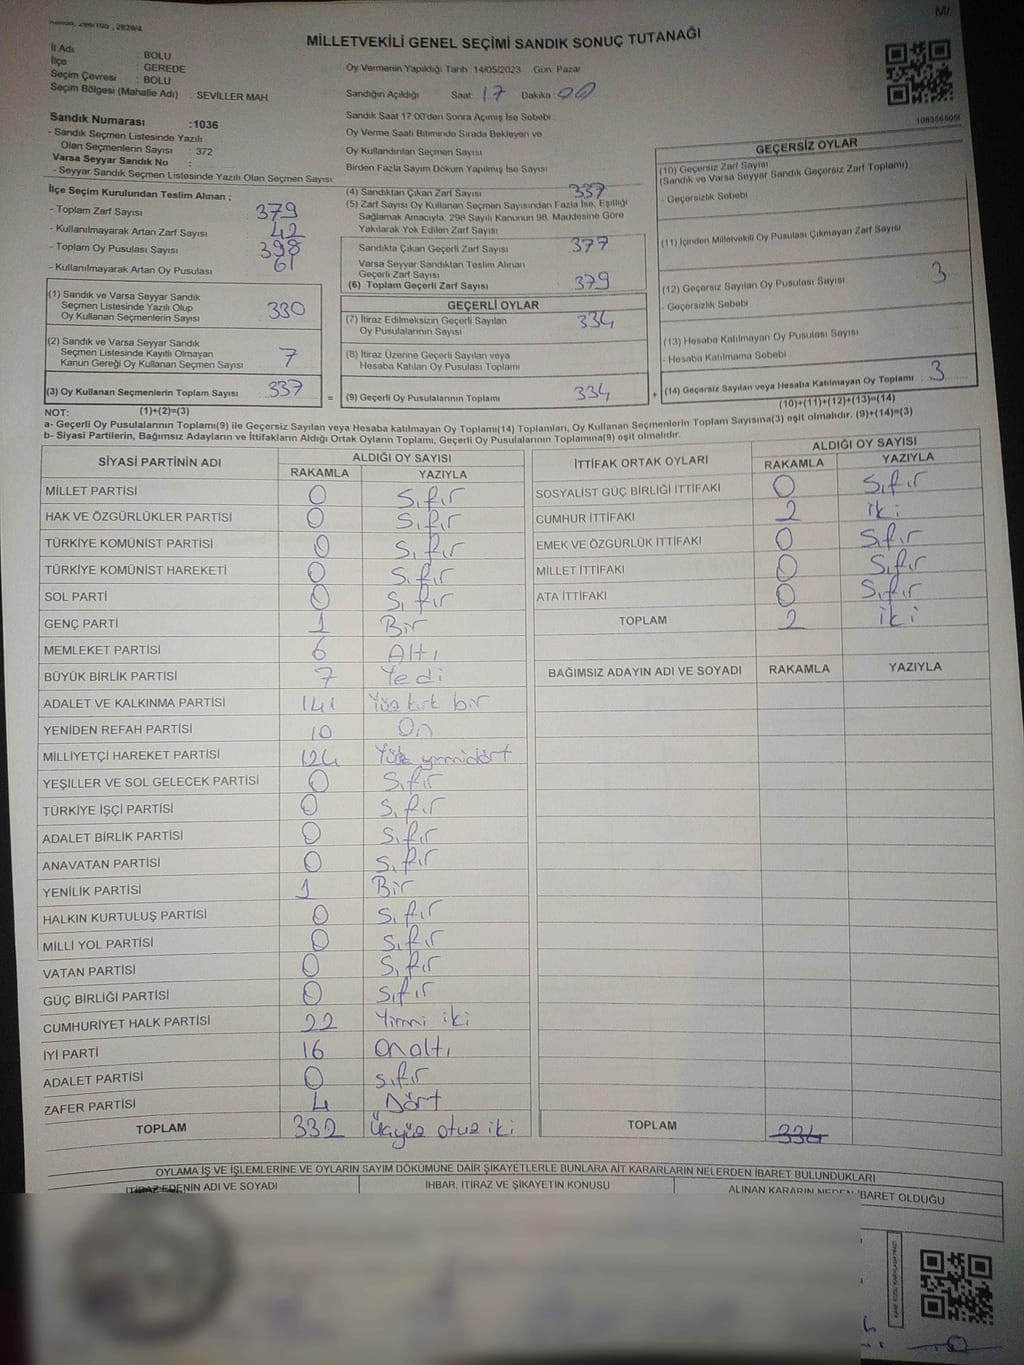 MİLLETVEKİLİ GENEL SEÇİMİ SANDIK SONUÇ TUTANAĞI
İl Adı : BOLU
İlçe : GEREDE
Seçim Çevresi : BOLU
Seçim Bölgesi (Mahalle Adı) : SEVİLLER MAH
Sandık Numarası :1036
- Sandık Seçmen Listesinde Yazılı
Olan Seçmenlerin Sayısı : 372
Varsa Seyyar Sandık No :
- Seyyar Sandık Seçmen Listesinde Yazılı Olan Seçmen Sayısı:
Oy Vermenin Yapıldığı Tarih :14/05/2023 Gün: Pazar
Sandığın Açıldığı Saat: 17 Dakika: 00
Sandık Saat 17.00'den Sonra Açılmış İse Sebebi :
Oy Verme Saati Bitiminde Sırada Bekleyen ve
Oy Kullandırılan Seçmen Sayısı
Birden Fazla Sayım Döküm Yapılmış İse Sayısı
İlçe Seçim Kurulundan Teslim Alınan ;
- Toplam Zarf Sayısı 379
- Kullanılmayarak Artan Zarf Sayısı 42
- Toplam Oy Pusulası Sayısı 398
- Kullanılmayarak Artan Oy Pusulası 61
(1) Sandık ve Varsa Seyyar Sandık
Seçmen Listesinde Yazılı Olup
Oy Kullanan Seçmenlerin Sayısı 330
(2) Sandık ve Varsa Seyyar Sandık
Seçmen Listesinde Kayıtlı Olmayan
Kanun Gereği Oy Kullanan Seçmen Sayısı 7
(3) Oy Kullanan Seçmenlerin Toplam Sayısı 337
(4) Sandıktan Çıkan Zarf Sayısı 337
(5) Zarf Sayısı Oy Kullanan Seçmen Sayısından Fazla İse, Eşitliği
Sağlamak Amacıyla, 298 Sayılı Kanunun 98. Maddesine Göre
Yakılarak Yok Edilen Zarf Sayısı
Sandıkta Çıkan Geçerli Zarf Sayısı 377
Varsa Seyyar Sandıktan Teslim Alınan
Geçerli Zarf Sayısı
(6) Toplam Geçerli Zarf Sayısı 379
GEÇERLİ OYLAR
(7) İtiraz Edilmeksizin Geçerli Sayılan
Oy Pusulalarının Sayısı 334
(8) İtiraz Üzerine Geçerli Sayılan veya
Hesaba Katılan Oy Pusulası Toplamı
= (9) Geçerli Oy Pusulalarının Toplamı 334 +
GEÇERSİZ OYLAR
(10) Geçersiz Zarf Sayısı
(Sandık ve Varsa Seyyar Sandık Geçersiz Zarf Toplamı)
- Geçersizlik Sebebi
(11) İçinden Milletvekili Oy Pusulası Çıkmayan Zarf Sayısı
(12) Geçersiz Sayılan Oy Pusulası Sayısı 3
- Geçersizlik Sebebi
(13) Hesaba Katılmayan Oy Pusulası Sayısı
- Hesaba Katılmama Sebebi
(14) Geçersiz Sayılan veya Hesaba Katılmayan Oy Toplamı 3
NOT: (1)+(2)=(3) (10)+(11)+(12)+(13)=(14)
a- Geçerli Oy Pusulalarının Toplamı(9) ile Geçersiz Sayılan veya Hesaba katılmayan Oy Toplamı(14) Toplamları, Oy Kullanan Seçmenlerin Toplam Sayısına(3) eşit olmalıdır. (9)+(14)=(3)
b- Siyasi Partilerin, Bağımsız Adayların ve İttifakların Aldığı Ortak Oyların Toplamı, Geçerli Oy Pusulalarının Toplamına(9) eşit olmalıdır.
SİYASİ PARTİNİN ADI ALDIĞI OY SAYISI
RAKAMLA YAZIYLA
MİLLET PARTİSİ 0 Sıfır
HAK VE ÖZGÜRLÜKLER PARTİSİ 0 Sıfır
TÜRKİYE KOMÜNİST PARTİSİ 0 Sıfır
TÜRKİYE KOMÜNİST HAREKETİ 0 Sıfır
SOL PARTİ 0 Sıfır
GENÇ PARTİ 1 Bir
MEMLEKET PARTİSİ 6 Altı
BÜYÜK BİRLİK PARTİSİ 7 Yedi
ADALET VE KALKINMA PARTİSİ 141 Yüz kırk bir
YENİDEN REFAH PARTİSİ 10 On
MİLLİYETÇİ HAREKET PARTİSİ 124 Yüz yirmidört
YEŞİLLER VE SOL GELECEK PARTİSİ 0 Sıfır
TÜRKİYE İŞÇİ PARTİSİ 0 Sıfır
ADALET BİRLİK PARTİSİ 0 Sıfır
ANAVATAN PARTİSİ 0 Sıfır
YENİLİK PARTİSİ 1 Bir
HALKIN KURTULUŞ PARTİSİ 0 Sıfır
MİLLİ YOL PARTİSİ 0 Sıfır
VATAN PARTİSİ 0 Sıfır
GÜÇ BİRLİĞİ PARTİSİ 0 Sıfır
CUMHURİYET HALK PARTİSİ 22 Yirmi iki
İYİ PARTİ 16 Onaltı
ADALET PARTİSİ 0 Sıfır
ZAFER PARTİSİ 4 Dört
TOPLAM 332 Üçyüz otuz iki
İTTİFAK ORTAK OYLARI ALDIĞI OY SAYISI
RAKAMLA YAZIYLA
SOSYALİST GÜÇ BİRLİĞİ İTTİFAKI 0 Sıfır
CUMHUR İTTİFAKI 2 iki
EMEK VE ÖZGÜRLÜK İTTİFAKI 0 Sıfır
MİLLET İTTİFAKI 0 Sıfır
ATA İTTİFAKI 0 Sıfır
TOPLAM 2 iki
BAĞIMSIZ ADAYIN ADI VE SOYADI RAKAMLA YAZIYLA
TOPLAM 334
OYLAMA İŞ VE İŞLEMLERİNE VE OYLARIN SAYIM DÖKÜMÜNE DAİR ŞİKAYETLERLE BUNLARA AİT KARARLARIN NELERDEN İBARET BULUNDUKLARI
İTİRAZ EDENİN ADI VE SOYADI İHBAR, İTİRAZ VE ŞİKAYETİN KONUSU ALINAN KARARIN NEDEN İBARET OLDUĞU